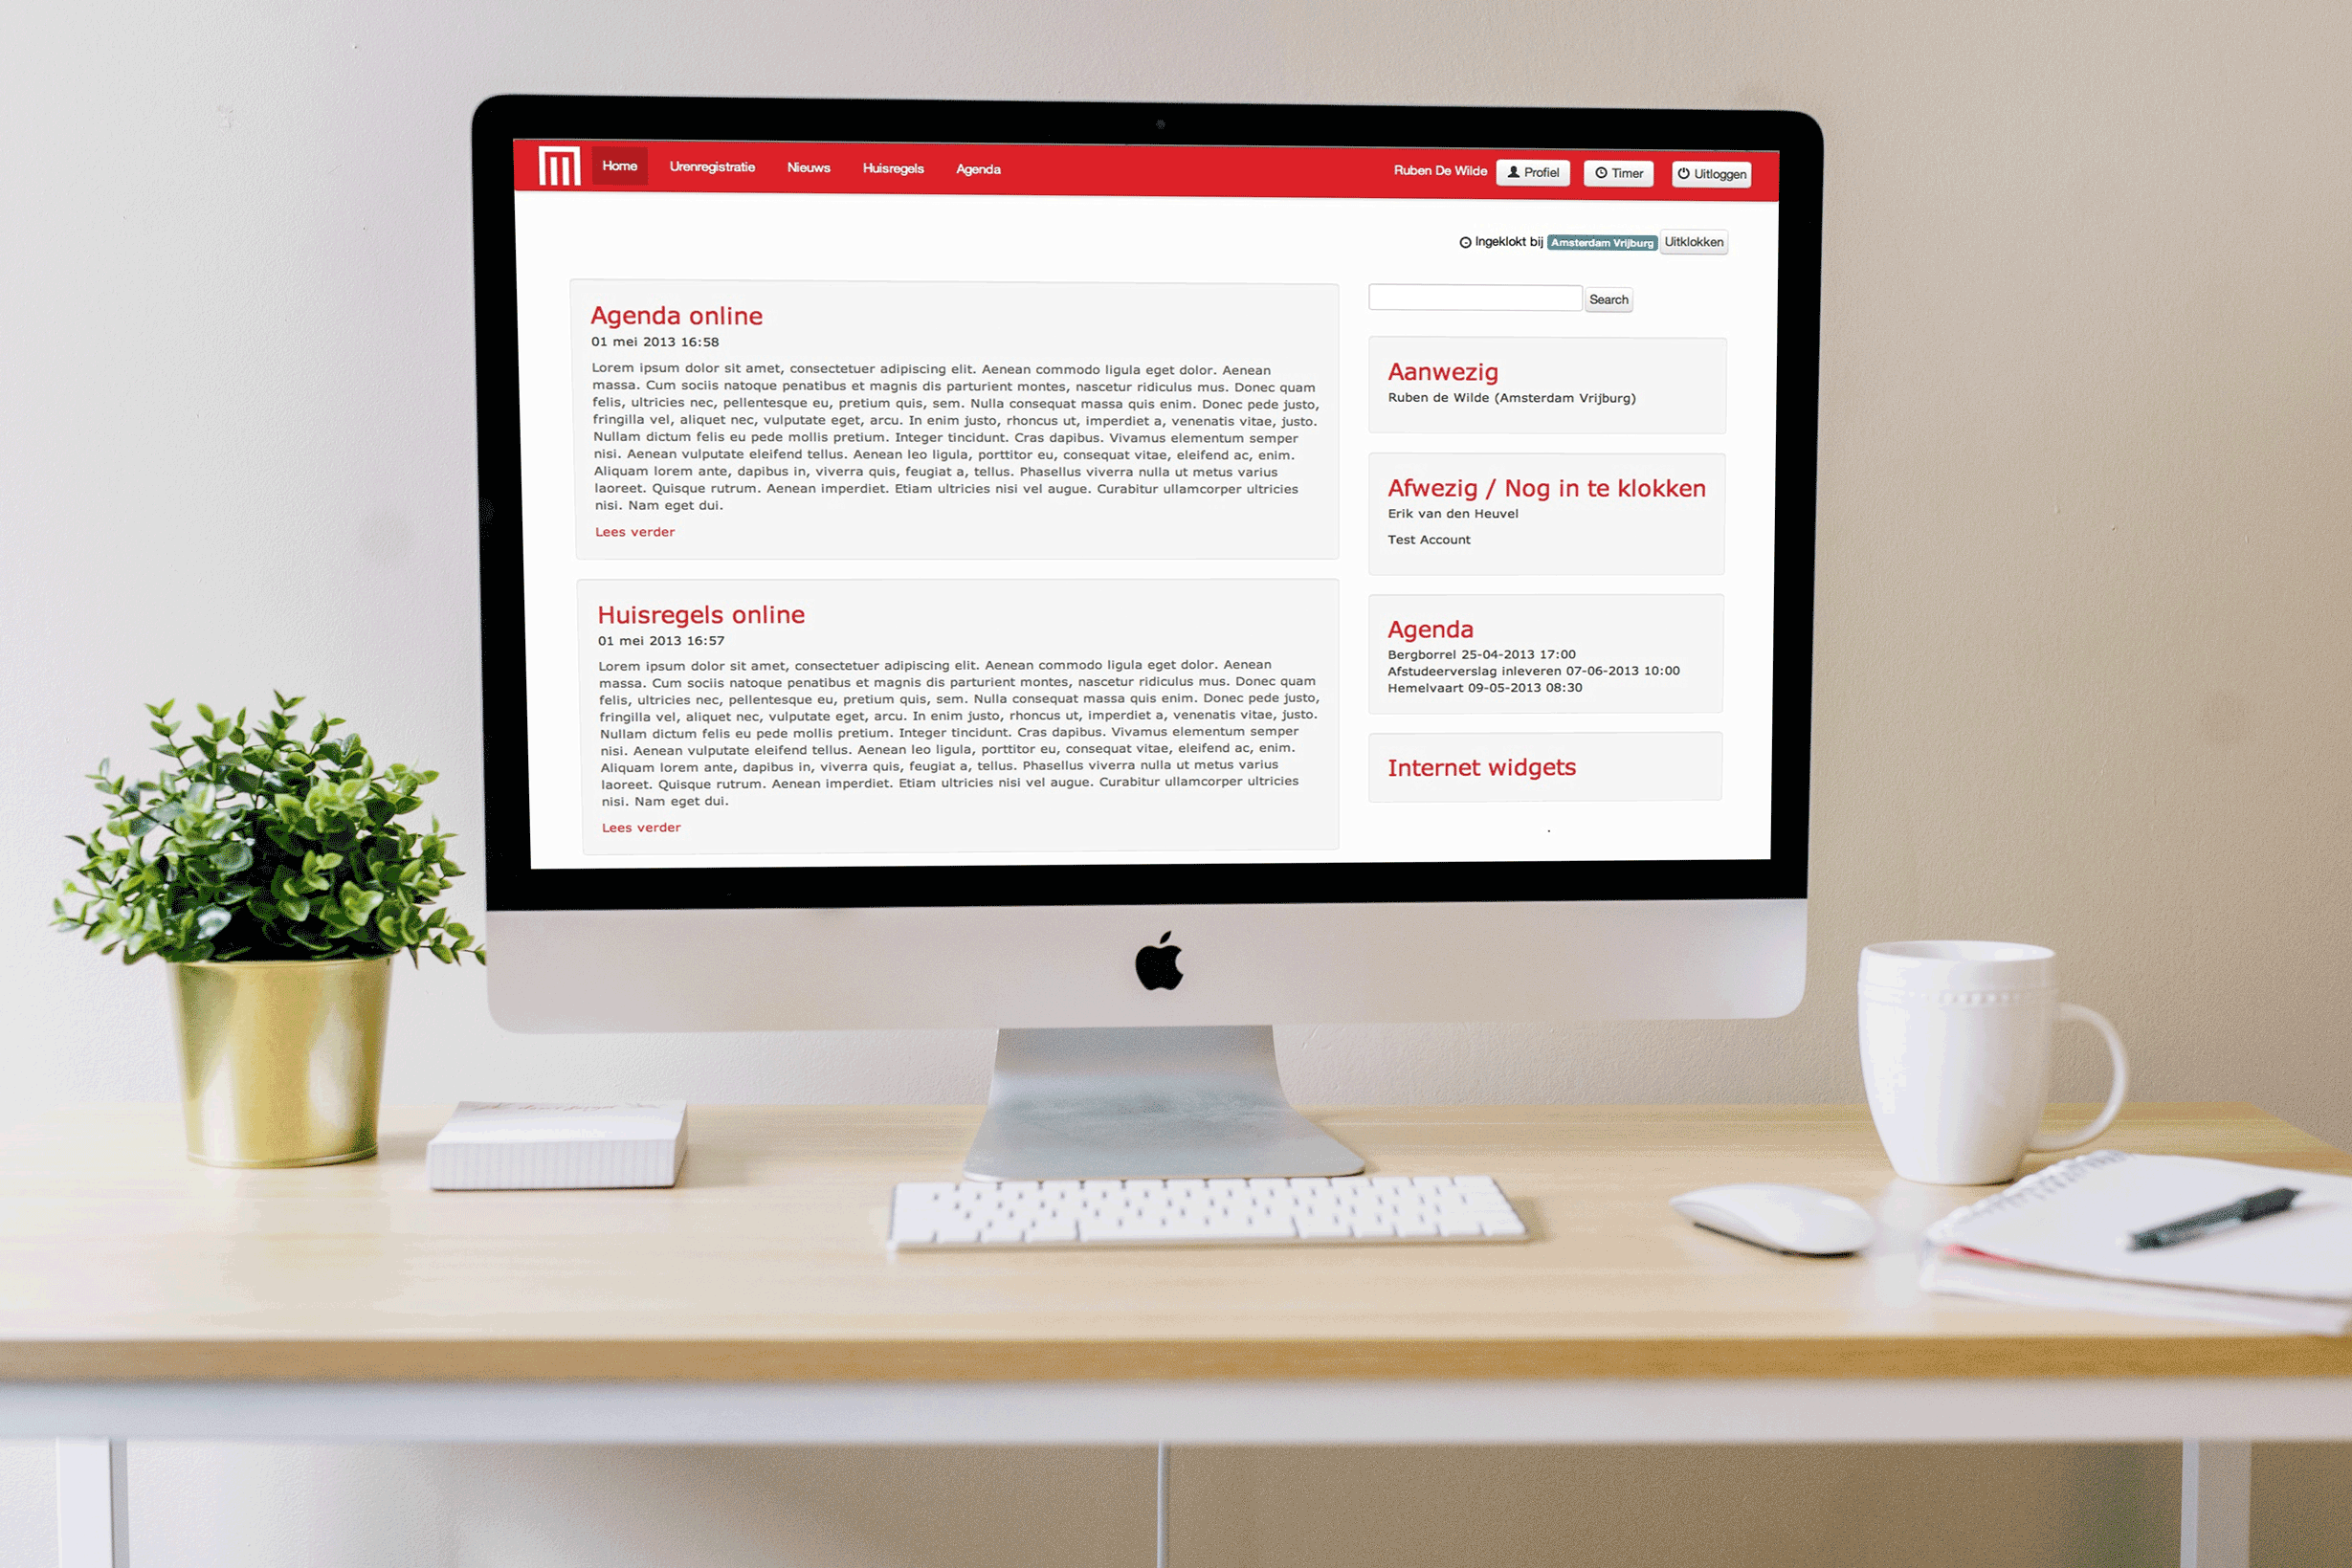 Home Urenregistratie Nieuws Huisregels Agenda Ruben De Wilde Profiel Timer Uitloggen
Ingeklokt bij Amsterdam Vrijburg Uitklokken
Agenda online
01 mei 2013 16:58
Lorem ipsum dolor sit amet, consectetuer adipiscing elit. Aenean commodo ligula eget dolor. Aenean
massa. Cum sociis natoque penatibus et magnis dis parturient montes, nascetur ridiculus mus. Donec quam
felis, ultricies nec, pellentesque eu, pretium quis, sem. Nulla consequat massa quis enim. Donec pede justo,
fringilla vel, aliquet nec, vulputate eget, arcu. In enim justo, rhoncus ut, imperdiet a, venenatis vitae, justo.
Nullam dictum felis eu pede mollis pretium. Integer tincidunt. Cras dapibus. Vivamus elementum semper
nisi. Aenean vulputate eleifend tellus. Aenean leo ligula, porttitor eu, consequat vitae, eleifend ac, enim.
Aliquam lorem ante, dapibus in, viverra quis, feugiat a, tellus. Phasellus viverra nulla ut metus varius
laoreet. Quisque rutrum. Aenean imperdiet. Etiam ultricies nisi vel augue. Curabitur ullamcorper ultricies
nisi. Nam eget dui.
Lees verder
Huisregels online
01 mei 2013 16:57
Lorem ipsum dolor sit amet, consectetuer adipiscing elit. Aenean commodo ligula eget dolor. Aenean
massa. Cum sociis natoque penatibus et magnis dis parturient montes, nascetur ridiculus mus. Donec quam
felis, ultricies nec, pellentesque eu, pretium quis, sem. Nulla consequat massa quis enim. Donec pede justo,
fringilla vel, aliquet nec, vulputate eget, arcu. In enim justo, rhoncus ut, imperdiet a, venenatis vitae, justo.
Nullam dictum felis eu pede mollis pretium. Integer tincidunt. Cras dapibus. Vivamus elementum semper
nisi. Aenean vulputate eleifend tellus. Aenean leo ligula, porttitor eu, consequat vitae, eleifend ac, enim.
Aliquam lorem ante, dapibus in, viverra quis, feugiat a, tellus. Phasellus viverra nulla ut metus varius
laoreet. Quisque rutrum. Aenean imperdiet. Etiam ultricies nisi vel augue. Curabitur ullamcorper ultricies
nisi. Nam eget dui.
Lees verder
Search
Aanwezig
Ruben de Wilde (Amsterdam Vrijburg)
Afwezig / Nog in te klokken
Erik van den Heuvel
Test Account
Agenda
Bergborrel 25-04-2013 17:00
Afstudeerverslag inleveren 07-06-2013 10:00
Hemelvaart 09-05-2013 08:30
Internet widgets